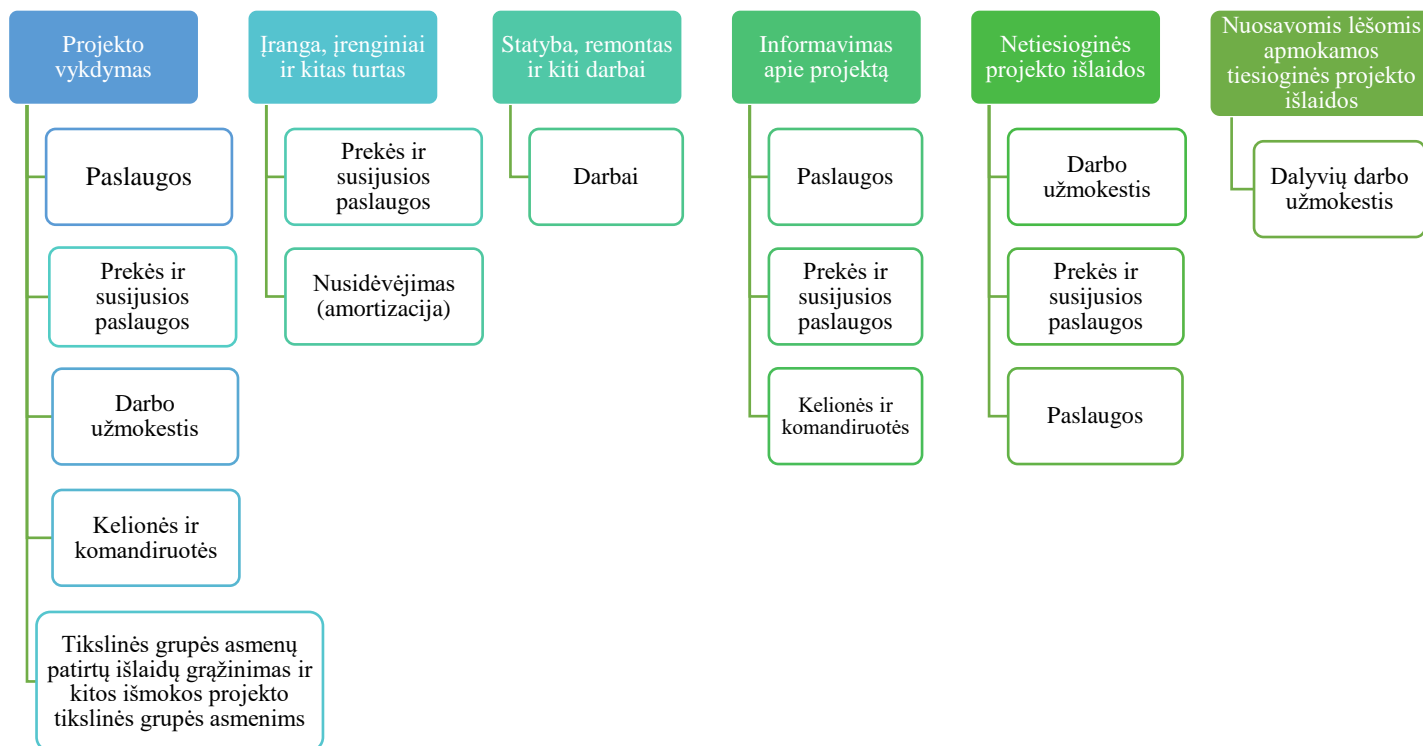 Projekto
vykdymas
Paslaugos
Prekės ir
susijusios
paslaugos
Darbo
užmokestis
Kelionės ir
komandiruotės
Tikslinės grupės asmenų
patirtų išlaidų grąžinimas ir
kitos išmokos projekto
tikslinės grupės asmenims
Įranga, įrenginiai
ir kitas turtas
Prekės ir
susijusios
paslaugos
Nusidėvėjimas
(amortizacija)
Statyba, remontas
ir kiti darbai
Darbai
Informavimas
apie projektą
Paslaugos
Prekės ir
susijusios
paslaugos
Kelionės ir
komandiruotės
Netiesioginės
projekto išlaidos
Darbo
užmokestis
Prekės ir
susijusios
paslaugos
Paslaugos
Nuosavomis lėšomis
apmokamos
tiesioginės projekto
išlaidos
Dalyvių darbo
užmokestis